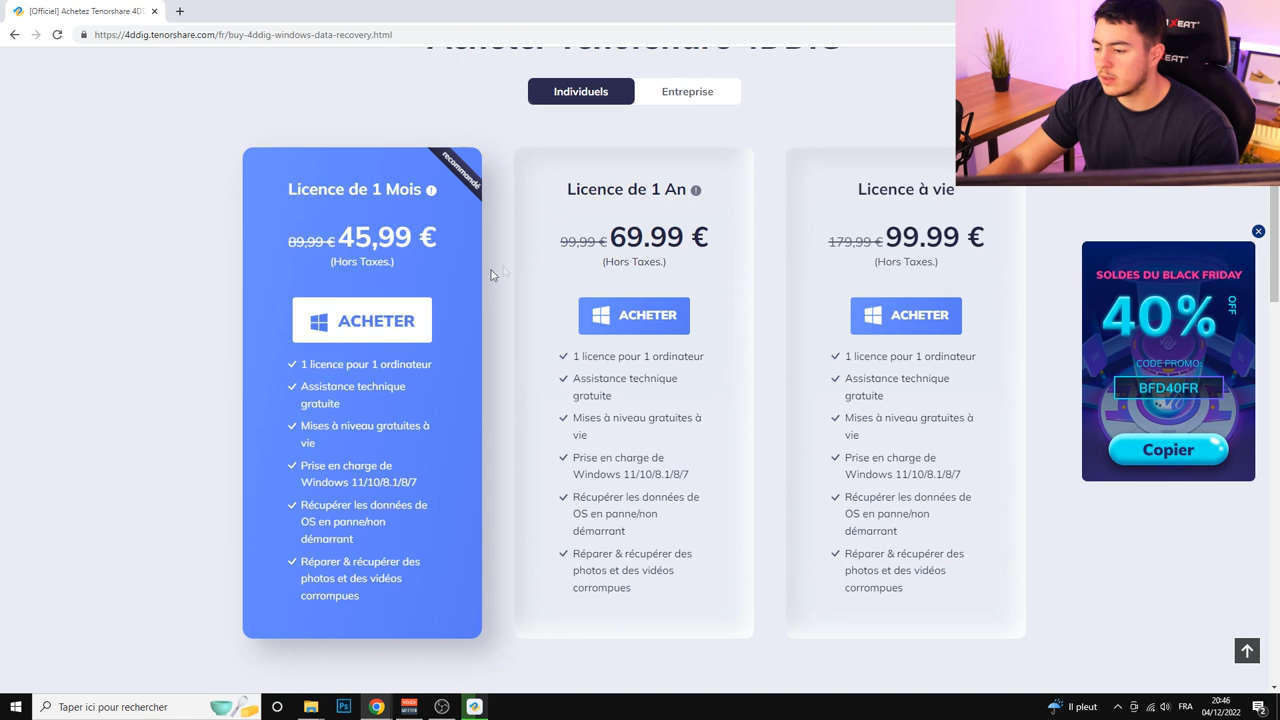 [Officiel] Achetez Tenorshare 4DD
https://4ddig.tenorshare.com/fr/buy-4ddig-windows-data-recovery.html
Acheter Tenorshare 4DDiG
Individuels
Entreprise
recommandé
Licence de 1 Mois
89,99 € 45,99 €
(Hors Taxes.)
ACHETER
1 licence pour 1 ordinateur
Assistance technique
gratuite
Mises à niveau gratuites à
vie
Prise en charge de
Windows 11/10/8.1/8/7
Récupérer les données de
OS en panne/non
démarrant
Réparer & récupérer des
photos et des vidéos
corrompues
Licence de 1 An
99,99 € 69.99 €
(Hors Taxes.)
ACHETER
1 licence pour 1 ordinateur
Assistance technique
gratuite
Mises à niveau gratuites à
vie
Prise en charge de
Windows 11/10/8.1/8/7
Récupérer les données de
OS en panne/non
démarrant
Réparer & récupérer des
photos et des vidéos
corrompues
Licence à vie
179,99 € 99.99 €
(Hors Taxes.)
ACHETER
1 licence pour 1 ordinateur
Assistance technique
gratuite
Mises à niveau gratuites à
vie
Prise en charge de
Windows 11/10/8.1/8/7
Récupérer les données de
OS en panne/non
démarrant
Réparer & récupérer des
photos et des vidéos
corrompues
SOLDES DU BLACK FRIDAY
40% OFF
CODE PROMO:
BFD40FR
Copier
Taper ici pour rechercher
Ps
Il pleut
FRA
20:46
04/12/2022
2